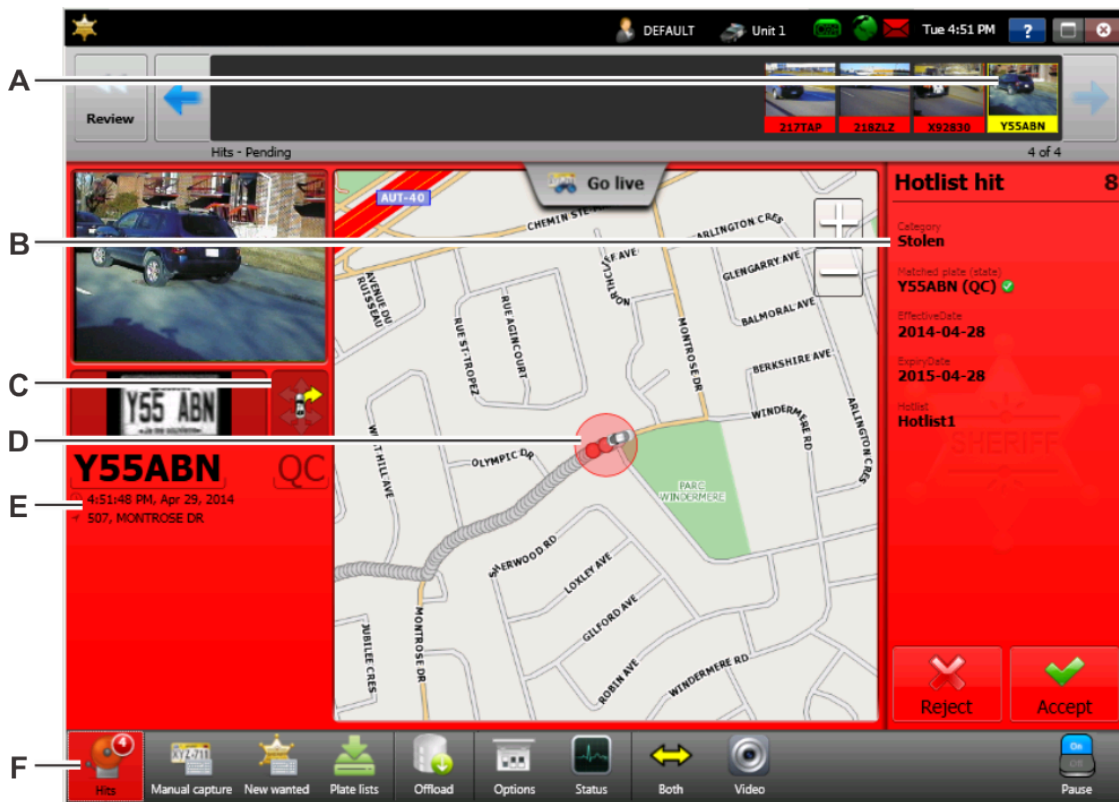 DEFAULT Unit 1 Tue 4:51 PM ?
A
Review
217TAP 218ZLZ X92830 Y55ABN
Hits - Pending 4 of 4
Go live
Hotlist hit 8
B
Category
Stolen
Matched plate (state)
Y55ABN (QC)
EffectiveDate
2014-04-28
ExpiryDate
2015-04-28
Hotlist
Hotlist1
SHERIFF
AUT-40
CHEMIN STE-
ARLINGTON CRES
GLENGARRY AVE
BALMORAL AVE
BERKSHIRE AVE
AVENUE DU
RUISSEAU
RUE ST-TROPEZ
RUE AGINCOURT
MONTROSE DR
WINDERMERE RD
ARLINGTON CRES
C
Y55 ABN
D
OLYMPIC DR
PARC
WINDERMERE
Y55ABN QC
E
4:51:48 PM, Apr 29, 2014
507, MONTROSE DR
SHERWOOD RD
LOXLEY AVE
GILFORD AVE
ROBIN AVE
WINDERMERE RD
MONTROSE DR
JUBILEE CRES
Reject Accept
F
4
XYZ-711
On
Off
Hits Manual capture New wanted Plate lists Offload Options Status Both Video Pause